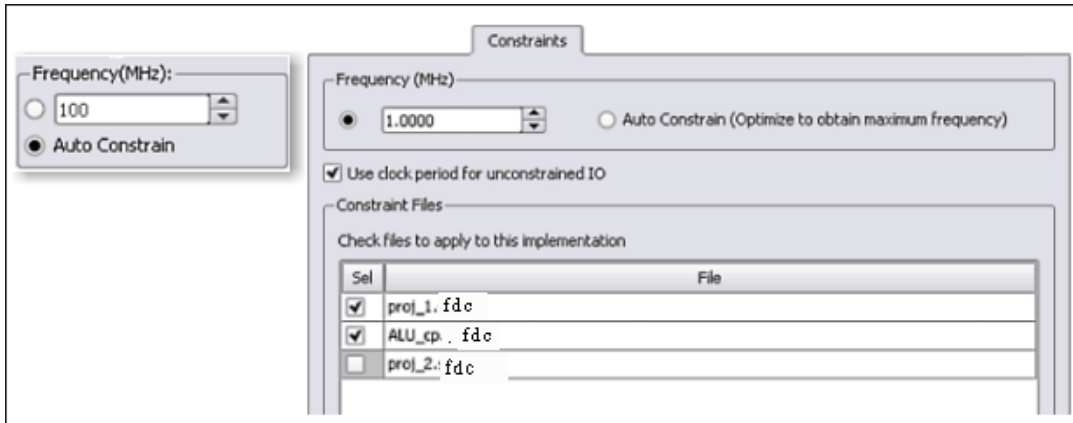 Frequency(MHz):
100
Auto Constrain
Constraints
Frequency (MHz)
1.0000
Auto Constrain (Optimize to obtain maximum frequency)
Use clock period for unconstrained IO
Constraint Files
Check files to apply to this implementation
Sel File
proj_1. fdc
ALU_cp. . fdc
proj_2.: fdc